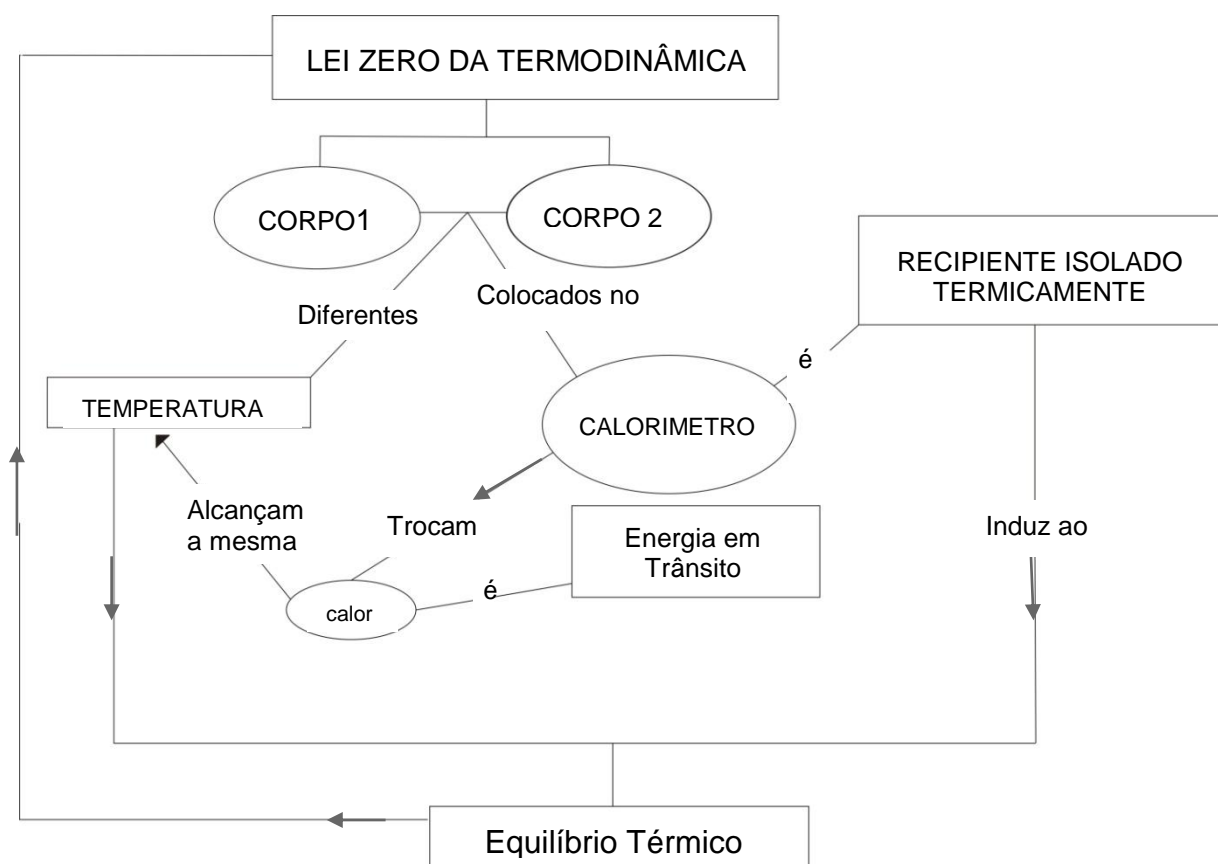 LEI ZERO DA TERMODINÂMICA
CORPO1
CORPO 2
RECIPIENTE ISOLADO
TERMICAMENTE
Diferentes
Colocados no
é
TEMPERATURA
CALORIMETRO
Alcançam
a mesma
Trocam
Energia em
Trânsito
Induz ao
é
calor
Equilíbrio Térmico